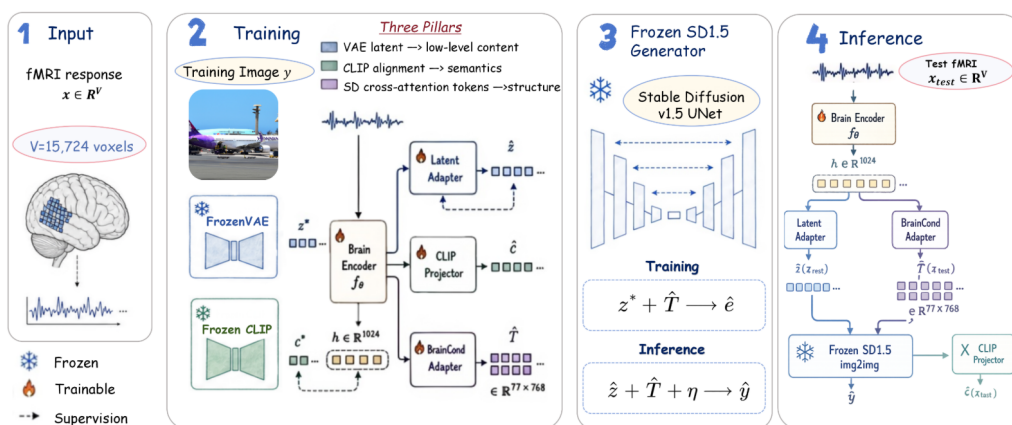 1 Input
fMRI response
x ∈ R^V
V=15,724 voxels
...
Frozen
Trainable
Supervision
2 Training
Three Pillars
VAE latent —> low-level content
CLIP alignment —> semantics
SD cross-attention tokens —>structure
Training Image y
FrozenVAE
z* ...
Frozen CLIP
c* ...
Brain
Encoder
f_θ
h ∈ R^1024
Latent
Adapter
ẑ
...
CLIP
Projector
Ĉ
...
BrainCond
Adapter
T̂
...
∈ R^77×768
3 Frozen SD1.5
Generator
Stable Diffusion
v1.5 UNet
Training
z* + T̂ ⟶ ê
Inference
ẑ + T̂ + η ⟶ ŷ
4 Inference
Test fMRI
x_test ∈ R^V
Brain Encoder
f_θ
h ∈ R^1024
...
Latent
Adapter
BrainCond
Adapter
ẑ(x_rest)
...
T̂(x_test)
...
∈ R^77×768
Frozen SD1.5
img2img
X CLIP
Projector
ŷ
ĉ(x_tast)